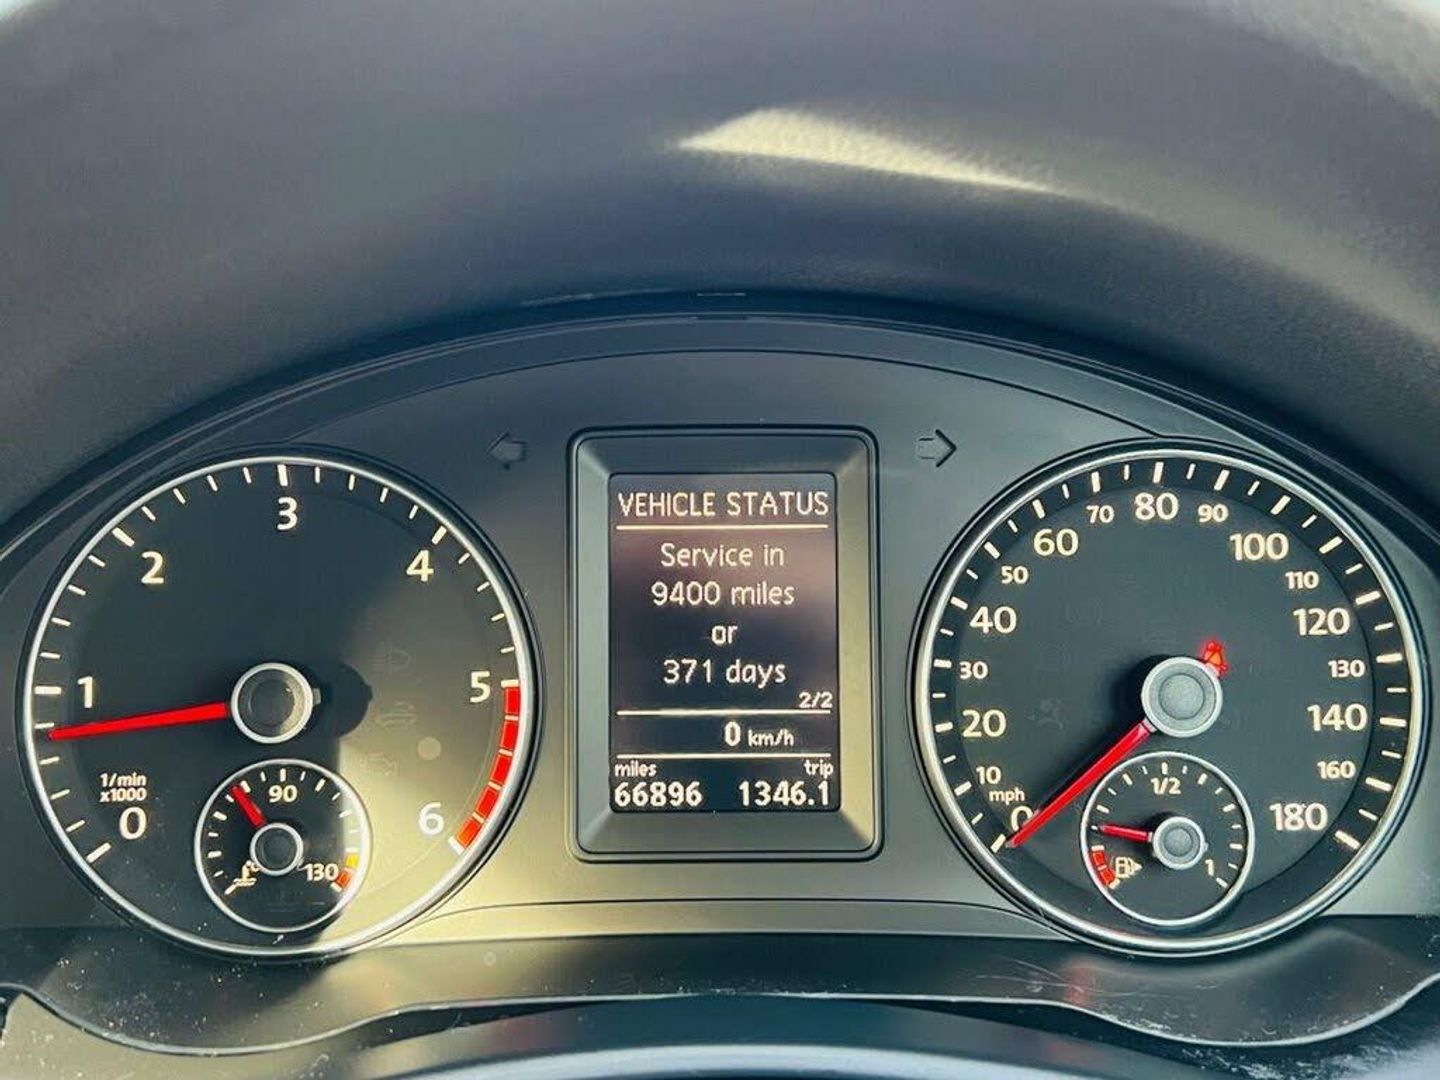 VEHICLE STATUS
Service in
9400 miles
or
371 days
2/2
0 km/h
miles trip
66896 1346.1
0 1 2 3 4 5 6
1/min
x1000
90 130
0 10 20 30 40 50 60 70 80 90 100 110 120 130 140 160 180
mph
1/2 1